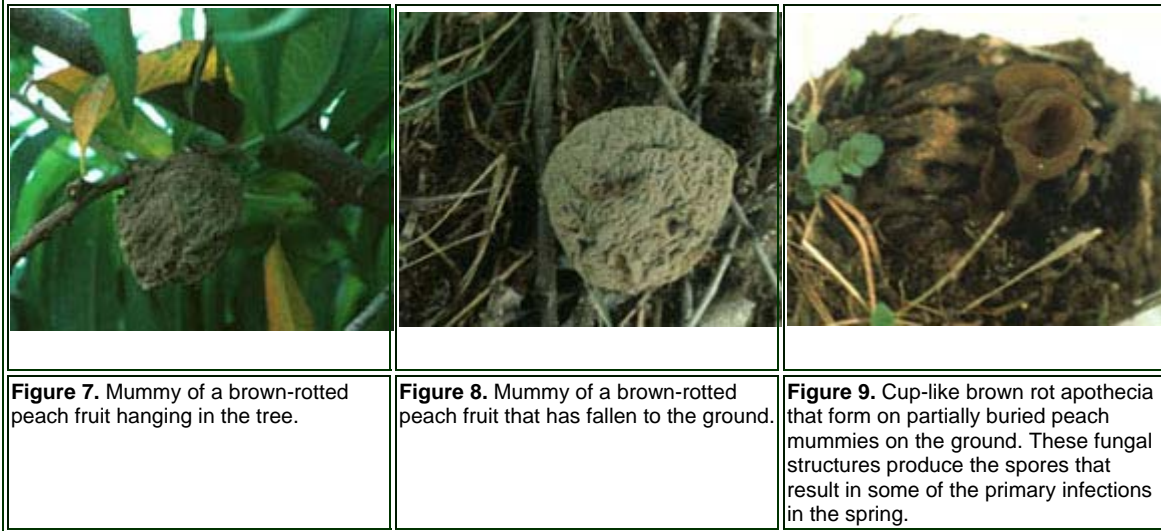 Figure 7. Mummy of a brown-rotted
peach fruit hanging in the tree.
Figure 8. Mummy of a brown-rotted
peach fruit that has fallen to the ground.
Figure 9. Cup-like brown rot apothecia
that form on partially buried peach
mummies on the ground. These fungal
structures produce the spores that
result in some of the primary infections
in the spring.